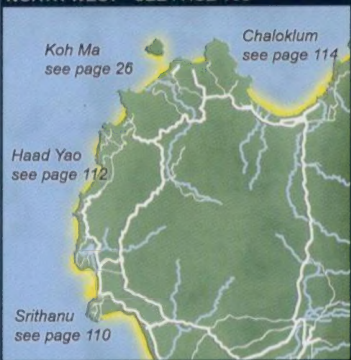 Koh Ma
see page 26
Chaloklum
see page 114
Haad Yao
see page 112
Srithanu
see page 110